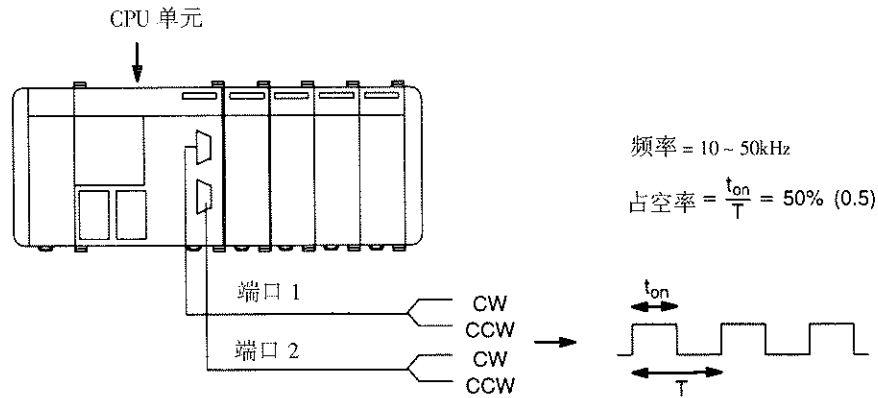 CPU 单元
频率 = 10 ~ 50kHz
占空率 = ton/T = 50% (0.5)
端口 1
CW
CCW
端口 2
CW
CCW
ton
T